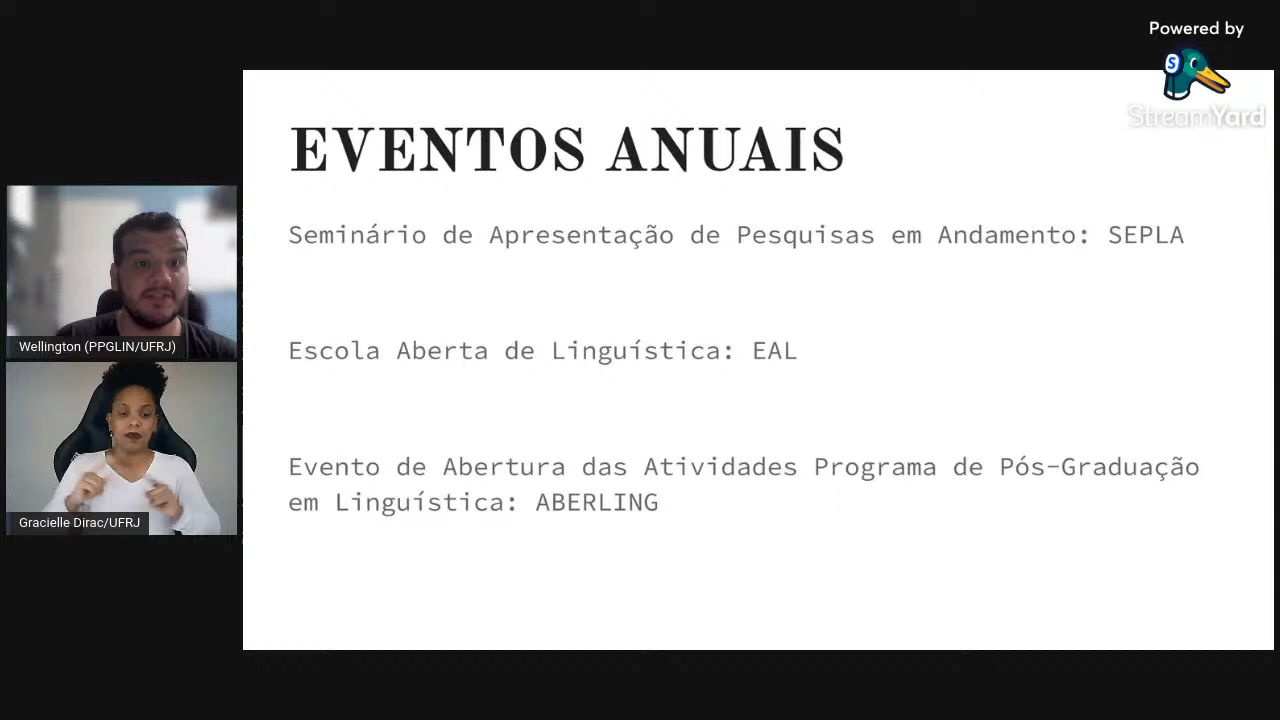 Powered by
StreamYard
EVENTOS ANUAIS
Seminário de Apresentação de Pesquisas em Andamento: SEPLA
Escola Aberta de Linguística: EAL
Evento de Abertura das Atividades Programa de Pós-Graduação
em Linguística: ABERLING
Wellington (PPGLIN/UFRJ)
Gracielle Dirac/UFRJ